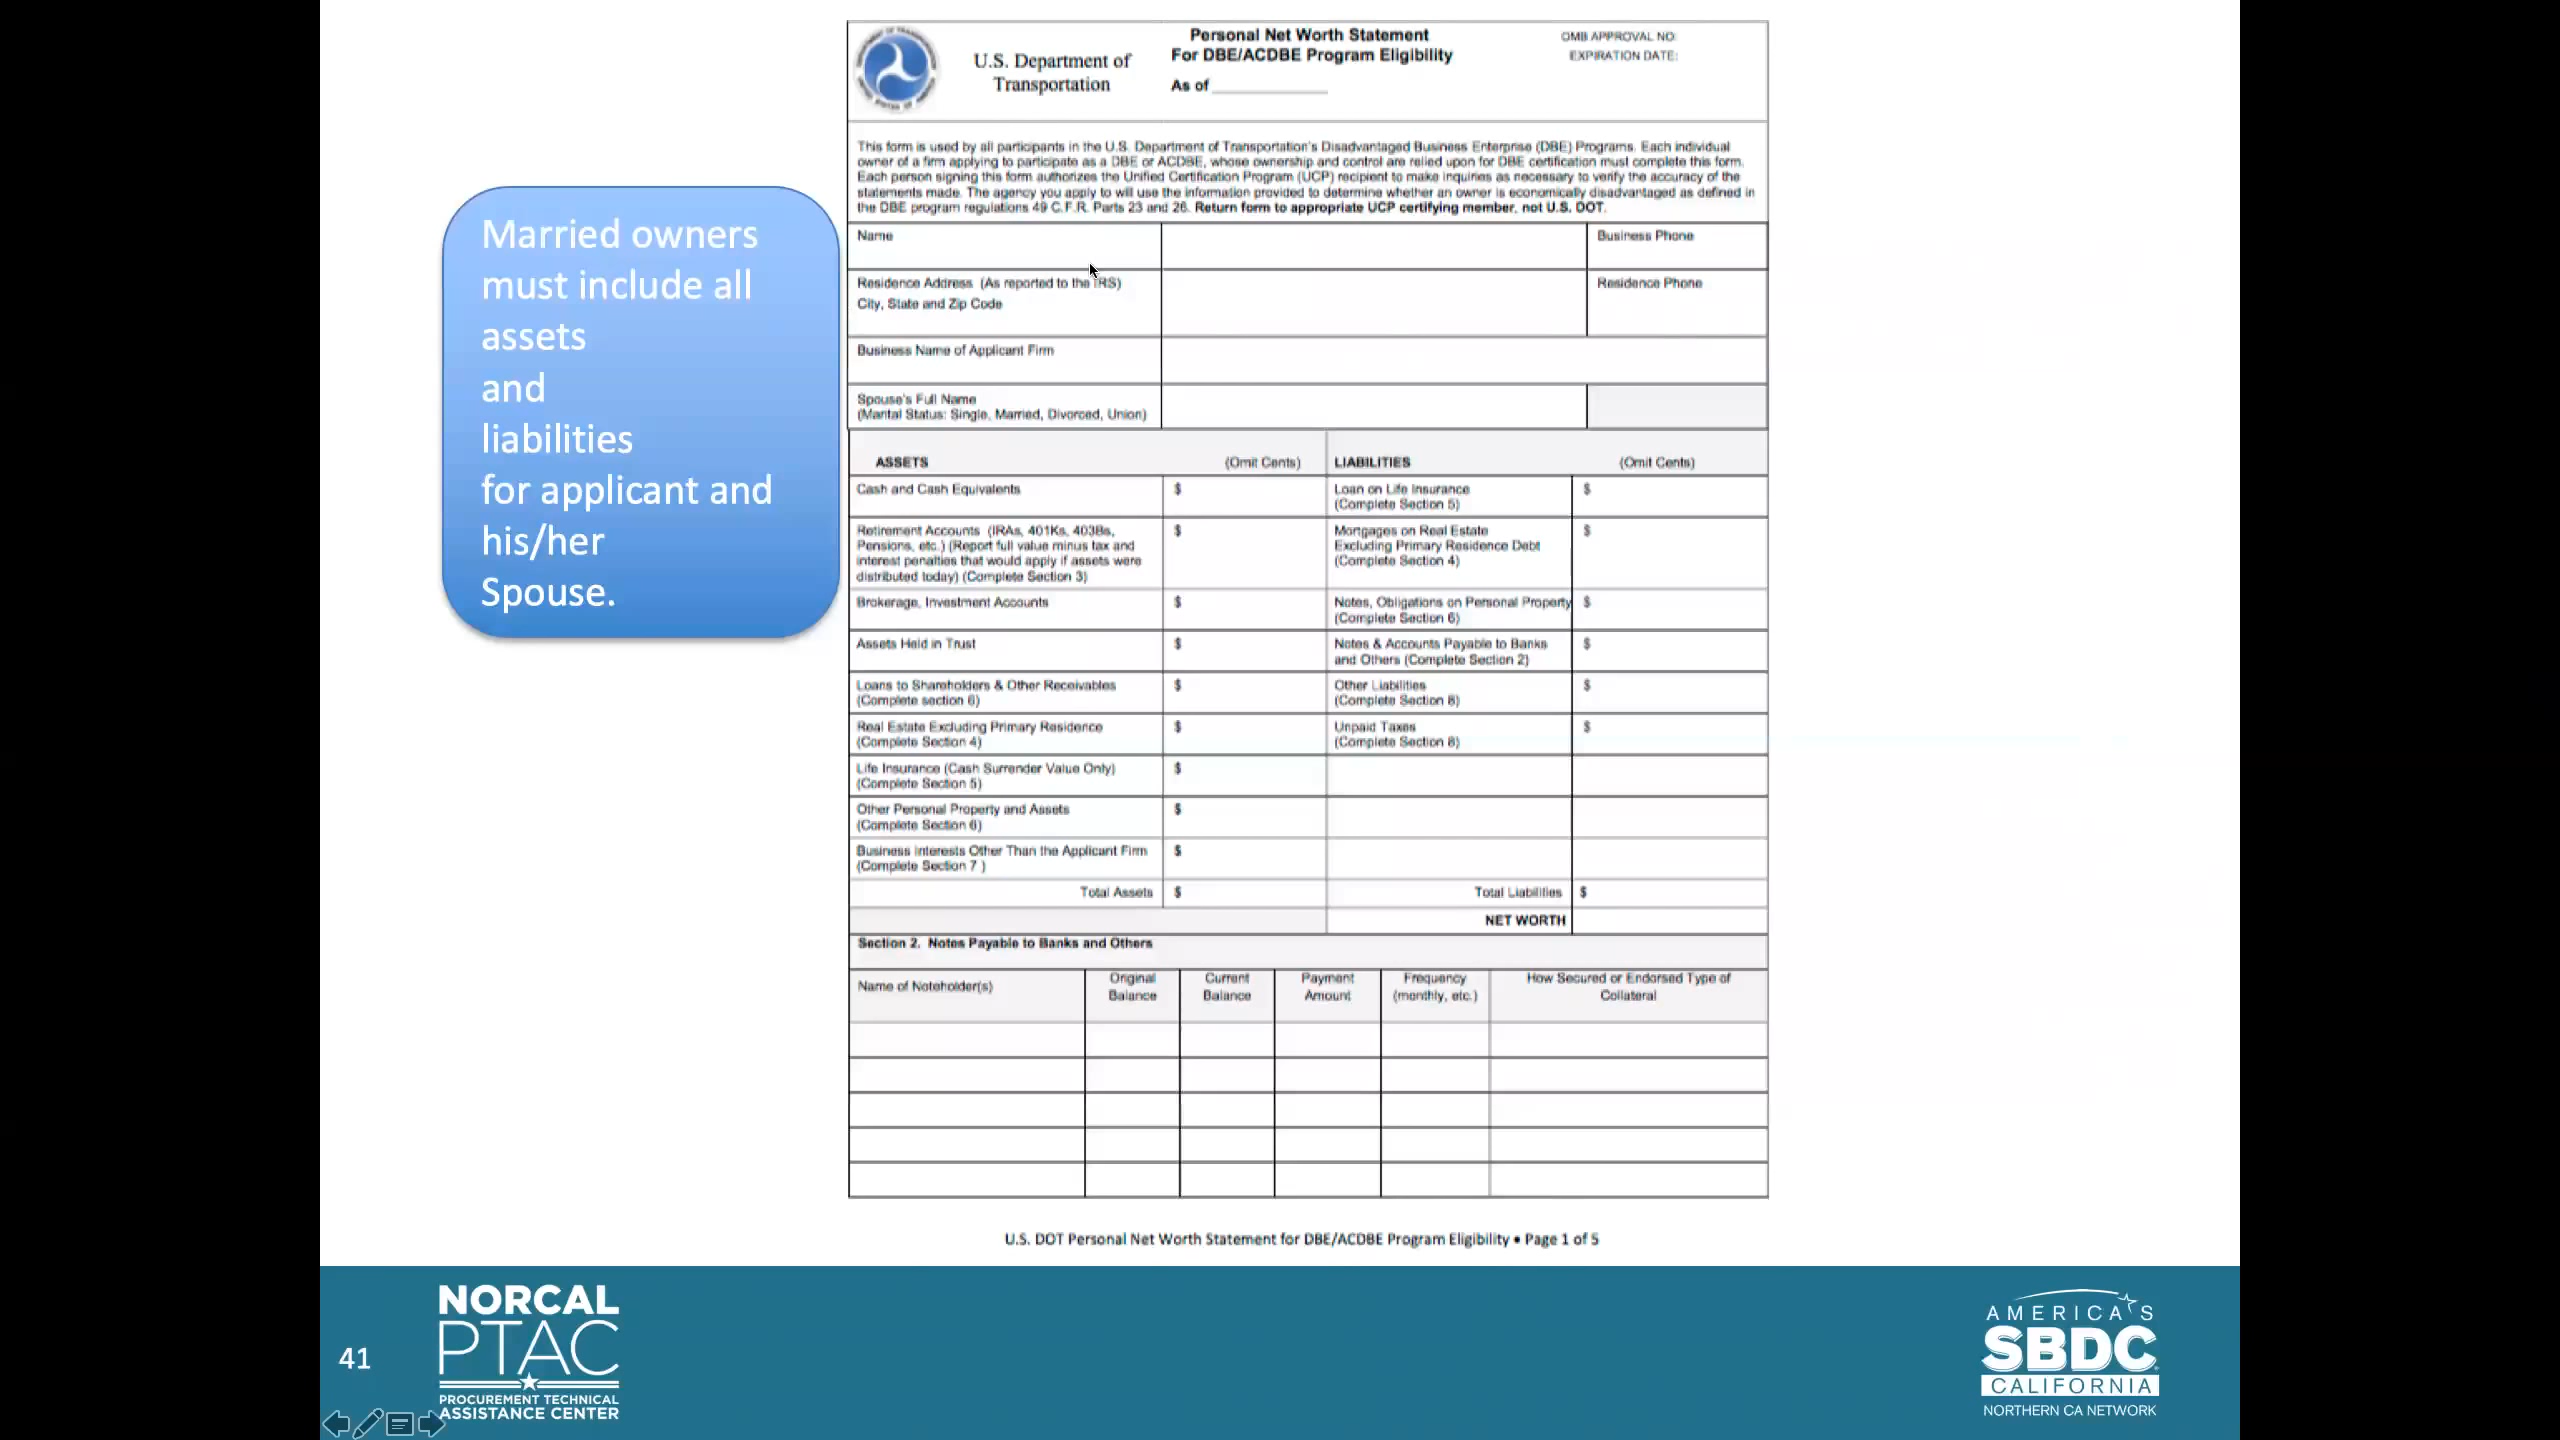 Married owners
must include all
assets
and
liabilities
for applicant and
his/her
Spouse.
U.S. Department of
Transportation
Personal Net Worth Statement
For DBE/ACDBE Program Eligibility
As of
OMB APPROVAL NO:
EXPIRATION DATE:
This form is used by all participants in the U.S. Department of Transportation's Disadvantaged Business Enterprise (DBE) Programs. Each individual
owner of a firm applying to participate as a DBE or ACDBE, whose ownership and control are relied upon for DBE certification must complete this form.
Each person signing this form authorizes the Unified Certification Program (UCP) recipient to make inquiries as necessary to verify the accuracy of the
statements made. The agency you apply to will use the information provided to determine whether an owner is economically disadvantaged as defined in
the DBE program regulations 49 C.F.R. Parts 23 and 26. Return form to appropriate UCP certifying member, not U.S. DOT.
Name
Business Phone
Residence Address (As reported to the IRS)
City, State and Zip Code
Residence Phone
Business Name of Applicant Firm
Spouse's Full Name
(Marital Status: Single, Married, Divorced, Union)
ASSETS (Omit Cents) LIABILITIES (Omit Cents)
Cash and Cash Equivalents $
Loan on Life Insurance $
(Complete Section 5)
Retirement Accounts (IRAs, 401Ks, 403Bs, $
Pensions, etc.) (Report full value minus tax and
interest penalties that would apply if assets were
distributed today) (Complete Section 3)
Mortgages on Real Estate $
Excluding Primary Residence Debt
(Complete Section 4)
Brokerage, Investment Accounts $
Notes, Obligations on Personal Property $
(Complete Section 6)
Assets Held in Trust $
Notes & Accounts Payable to Banks $
and Others (Complete Section 2)
Loans to Shareholders & Other Receivables $
(Complete section 6)
Other Liabilities $
(Complete Section 8)
Real Estate Excluding Primary Residence $
(Complete Section 4)
Unpaid Taxes $
(Complete Section 8)
Life Insurance (Cash Surrender Value Only) $
(Complete Section 5)
Other Personal Property and Assets $
(Complete Section 6)
Business Interests Other Than the Applicant Firm $
(Complete Section 7 )
Total Assets $ Total Liabilities $
NET WORTH
Section 2. Notes Payable to Banks and Others
Name of Noteholder(s)
Original
Balance
Current
Balance
Payment
Amount
Frequency
(monthly, etc.)
How Secured or Endorsed Type of
Collateral
U.S. DOT Personal Net Worth Statement for DBE/ACDBE Program Eligibility • Page 1 of 5
41
NORCAL
PTAC
PROCUREMENT TECHNICAL
ASSISTANCE CENTER
AMERICA'S
SBDC
CALIFORNIA
NORTHERN CA NETWORK